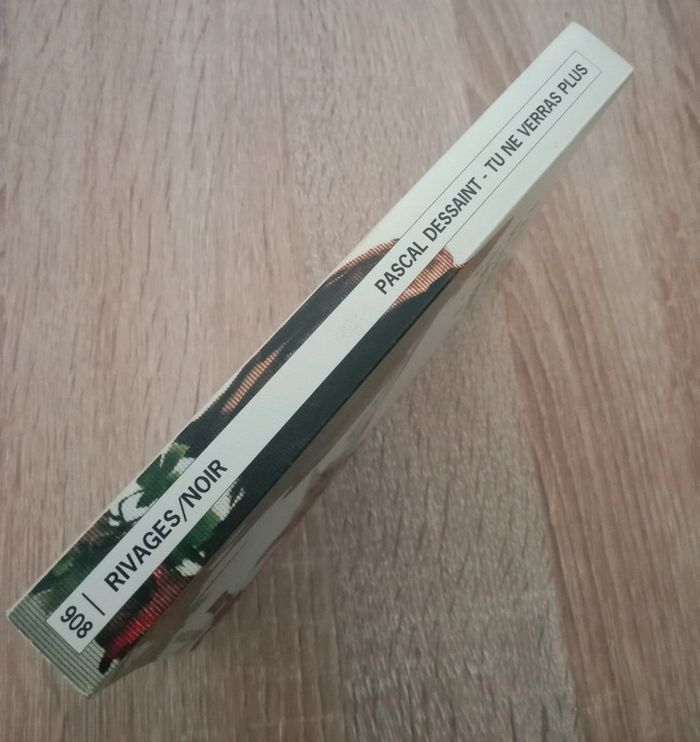 908 | RIVAGES/NOIR
PASCAL DESSAINT - TU NE VERRAS PLUS